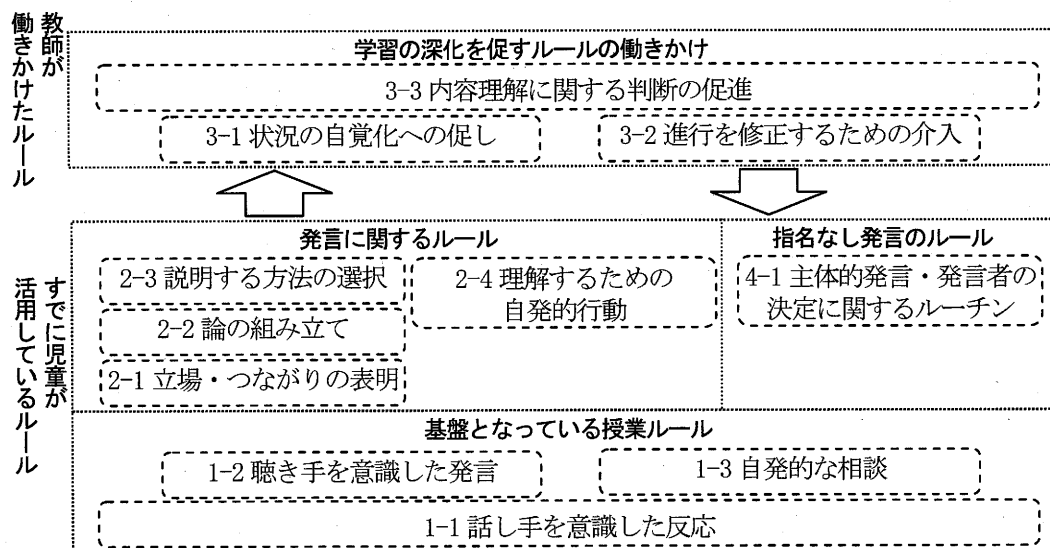 教師が
働きかけたルール
学習の深化を促すルールの働きかけ
3-3 内容理解に関する判断の促進
3-1 状況の自覚化への促し
3-2 進行を修正するための介入
すでに児童が
活用しているルール
発言に関するルール
2-3 説明する方法の選択
2-2 論の組み立て
2-1 立場・つながりの表明
2-4 理解するための
自発的行動
指名なし発言のルール
4-1 主体的発言・発言者の
決定に関するルーチン
基盤となっている授業ルール
1-2 聴き手を意識した発言
1-3 自発的な相談
1-1 話し手を意識した反応